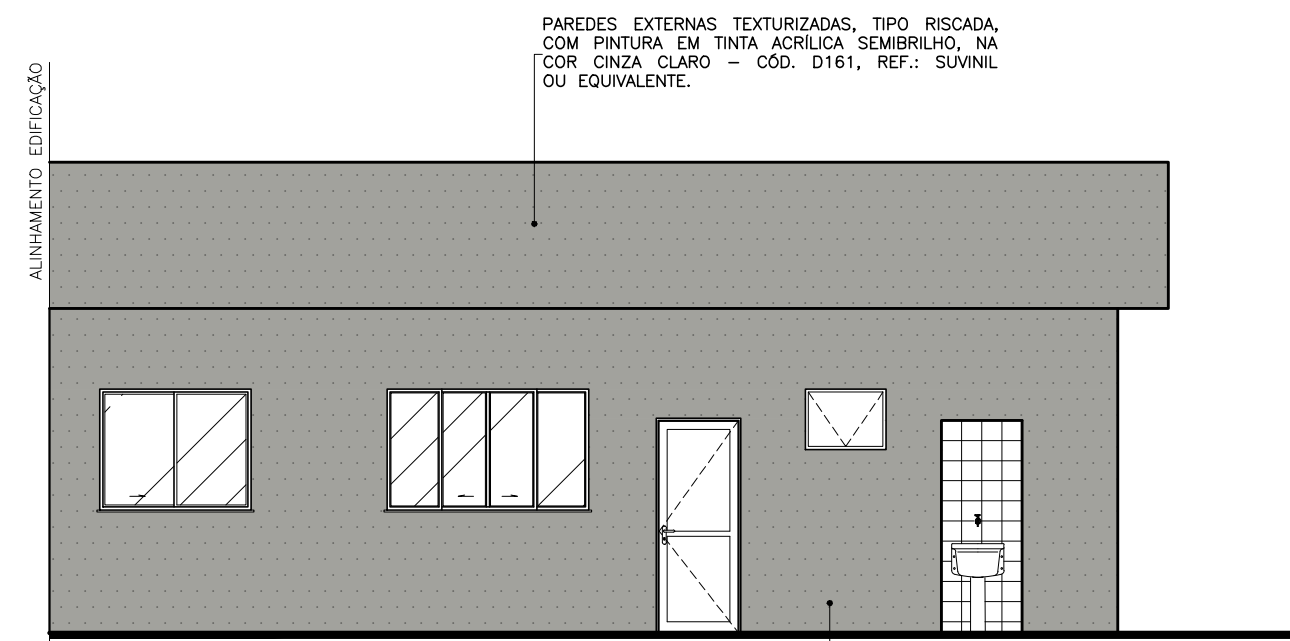 PAREDES EXTERNAS TEXTURIZADAS, TIPO RISCADA,
COM PINTURA EM TINTA ACRÍLICA SEMIBRILHO, NA
COR CINZA CLARO – CÓD. D161, REF.: SUVINIL
OU EQUIVALENTE.
ALINHAMENTO EDIFICAÇÃO